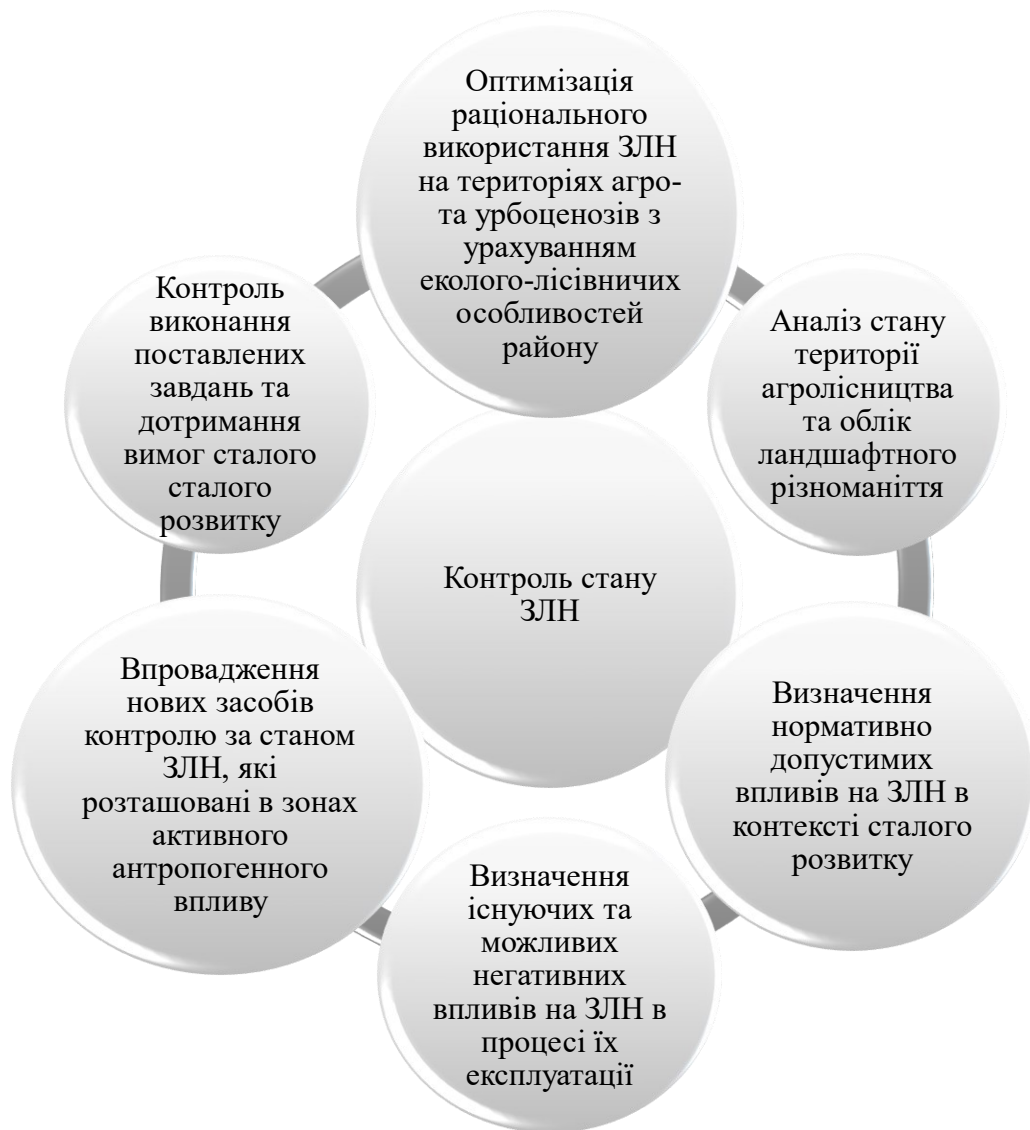 Оптимізація
раціонального
використання ЗЛН
на територіях агро-
та урбоценозів з
урахуванням
еколого-лісівничих
особливостей
району
Аналіз стану
території
агролісництва
та облік
ландшафтного
різноманіття
Визначення
нормативно
допустимих
впливів на ЗЛН в
контексті сталого
розвитку
Визначення
існуючих та
можливих
негативних
впливів на ЗЛН в
процесі їх
експлуатації
Впровадження
нових засобів
контролю за станом
ЗЛН, які
розташовані в зонах
активного
антропогенного
впливу
Контроль
виконання
поставлених
завдань та
дотримання
вимог сталого
сталого
розвитку
Контроль стану
ЗЛН